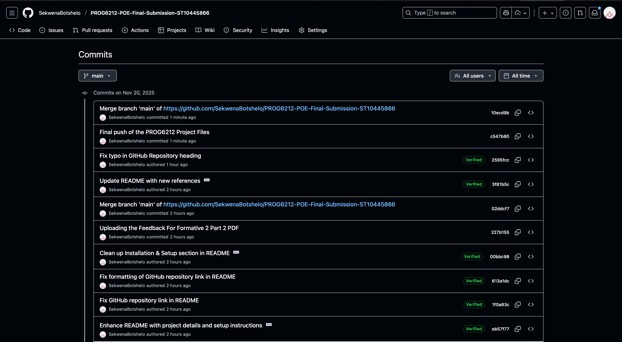 SekwenaBotshelo / PROG6212-POE-Final-Submission-ST10445866
Type / to search
Code Issues Pull requests Actions Projects Wiki Security Insights Settings
Commits
main All users All time
Commits on Nov 20, 2025
Merge branch 'main' of https://github.com/SekwenaBotshelo/PROG6212-POE-Final-Submission-ST10445866
SekwenaBotshelo committed 1 minute ago
10ecd9b
Final push of the PROG6212 Project Files
SekwenaBotshelo committed 1 minute ago
c547b80
Fix typo in GitHub Repository heading
SekwenaBotshelo authored 1 hour ago
Verified 2595fcc
Update README with new references
SekwenaBotshelo authored 2 hours ago
Verified 3f81b5c
Merge branch 'main' of https://github.com/SekwenaBotshelo/PROG6212-POE-Final-Submission-ST10445866
SekwenaBotshelo committed 2 hours ago
02ddcf7
Uploading the Feedback For Formative 2 Part 2 PDF
SekwenaBotshelo committed 2 hours ago
227b155
Clean up Installation & Setup section in README
SekwenaBotshelo authored 2 hours ago
Verified 00bbc98
Fix formatting of GitHub repository link in README
SekwenaBotshelo authored 2 hours ago
Verified 613a1dc
Fix GitHub repository link in README
SekwenaBotshelo authored 2 hours ago
Verified 1f0a83c
Enhance README with project details and setup instructions
SekwenaBotshelo authored 2 hours ago
Verified eb57f77